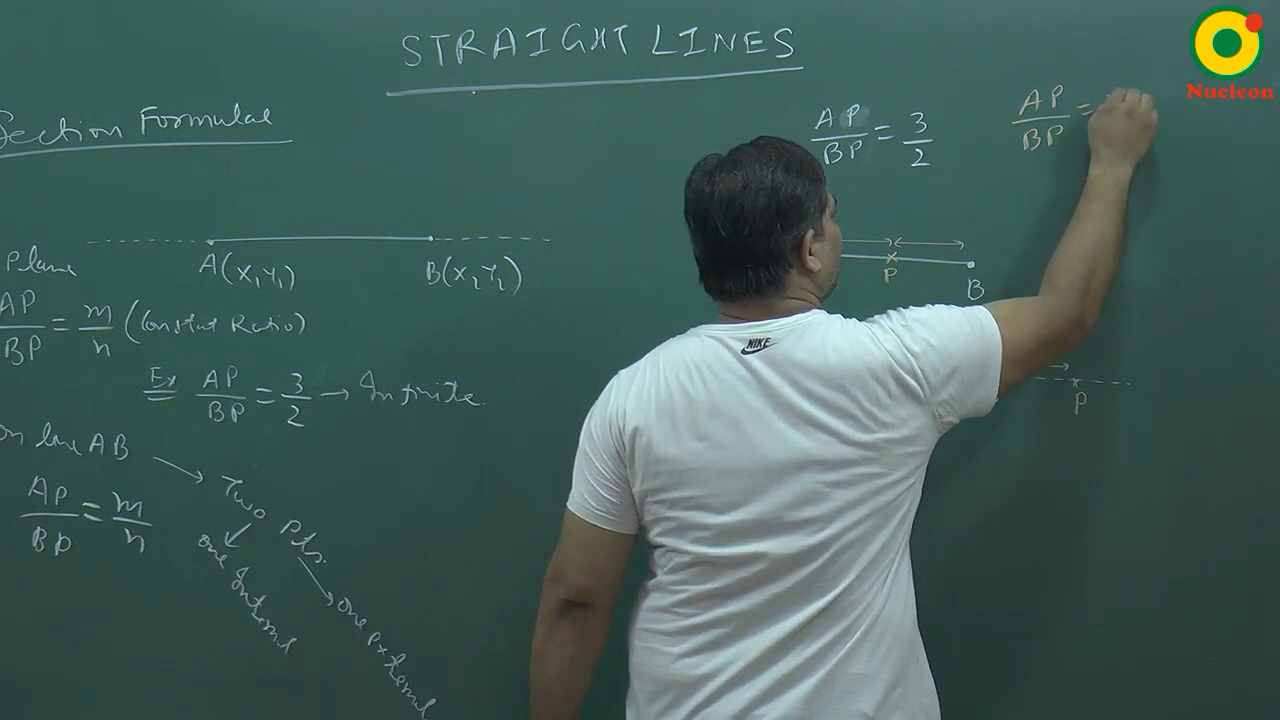 STRAIGHT LINES
Nucleon
Section Formulae
A(X1,Y1)
B(X2,Y2)
Plane
AP/BP = m/n (Constant Ratio)
Ex AP/BP = 3/2 → Infinite
on line AB
AP/BP = m/n
Two Pts.
one Internal
one External
AP/BP = 3/2
AP/BP =
P
B
P
NIKE